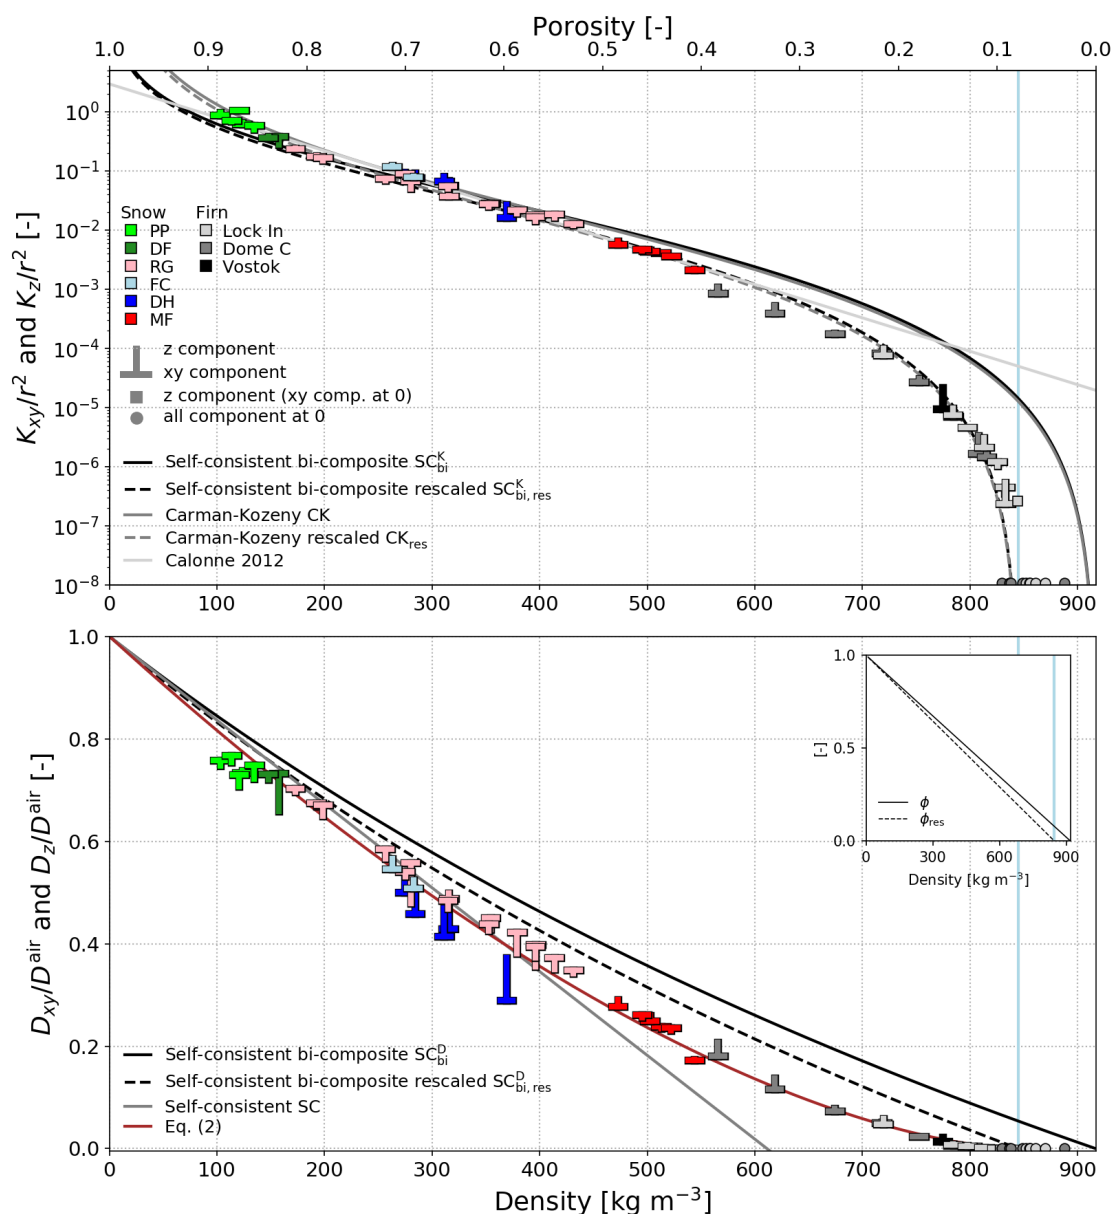 Porosity [-]
1.0 0.9 0.8 0.7 0.6 0.5 0.4 0.3 0.2 0.1 0.0
K_xy/r² and K_z/r² [-]
10⁰
10⁻¹
10⁻²
10⁻³
10⁻⁴
10⁻⁵
10⁻⁶
10⁻⁷
10⁻⁸
Snow Firn
PP Lock In
DF Dome C
RG Vostok
FC
DH
MF
z component
xy component
z component (xy comp. at 0)
all component at 0
Self-consistent bi-composite SC_bi^K
Self-consistent bi-composite rescaled SC_bi, res^K
Carman-Kozeny CK
Carman-Kozeny rescaled CK_res
Calonne 2012
0 100 200 300 400 500 600 700 800 900
D_xy/D^air and D_z/D^air [-]
1.0
0.8
0.6
0.4
0.2
0.0
[-]
1.0
0.5
0.0
ϕ
ϕ_res
0 300 600 900
Density [kg m⁻³]
Self-consistent bi-composite SC_bi^D
Self-consistent bi-composite rescaled SC_bi, res^D
Self-consistent SC
Eq. (2)
0 100 200 300 400 500 600 700 800 900
Density [kg m⁻³]